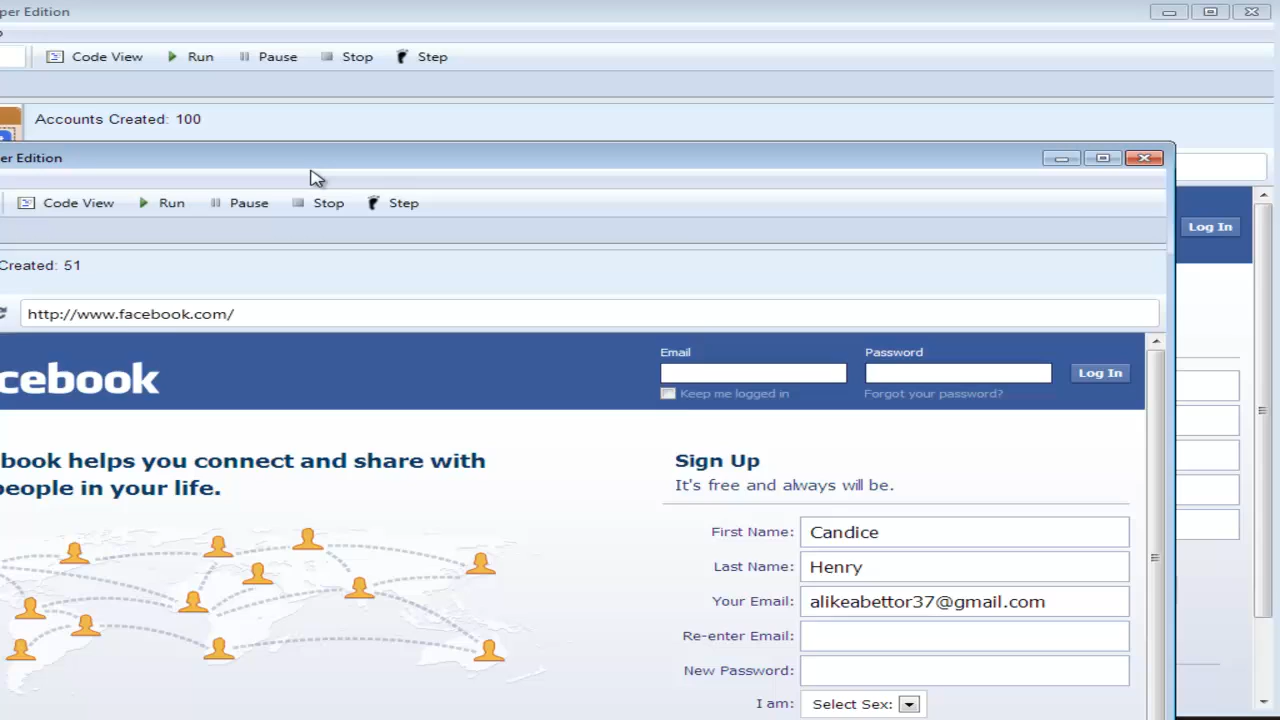 per Edition
Code View Run Pause Stop Step
Accounts Created: 100
er Edition
Code View Run Pause Stop Step
Log In
Created: 51
http://www.facebook.com/
Email Password
cebook
Log In
Keep me logged in Forgot your password?
book helps you connect and share with
people in your life.
Sign Up
It's free and always will be.
First Name: Candice
Last Name: Henry
Your Email: alikeabettor37@gmail.com
Re-enter Email:
New Password:
I am: Select Sex: